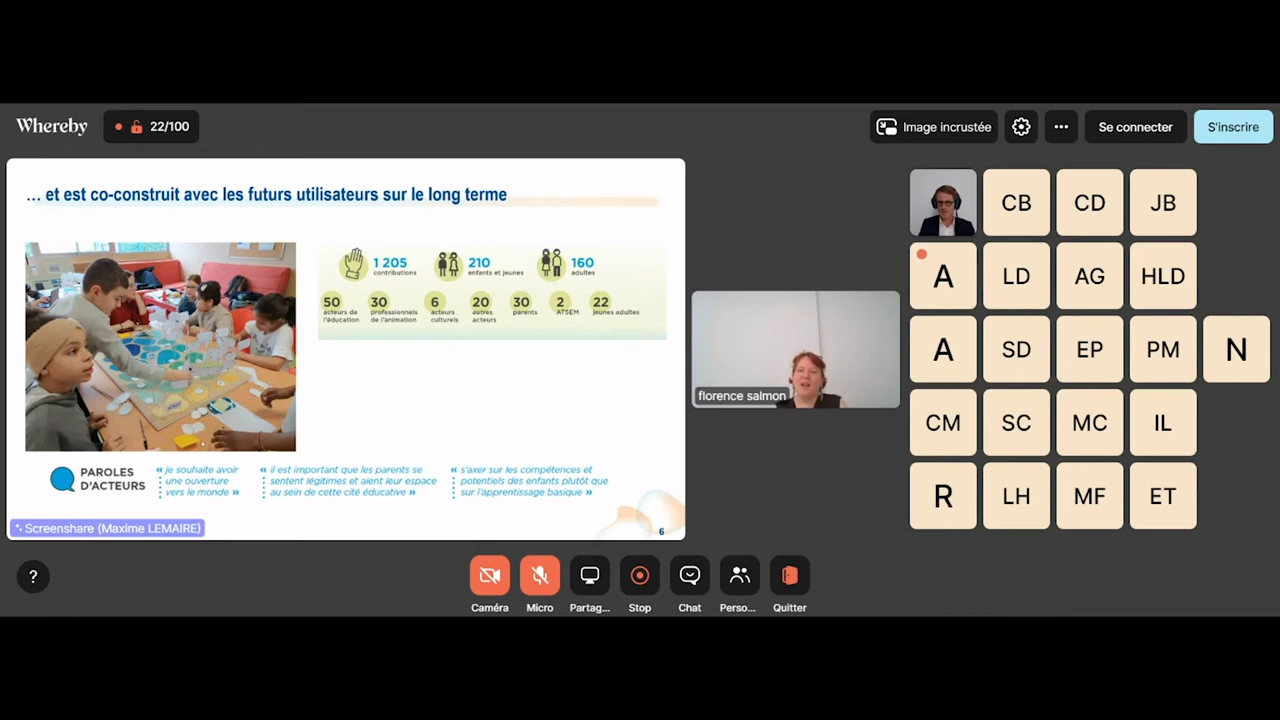 Whereby
22/100
Image incrustée
Se connecter
S'inscrire
... et est co-construit avec les futurs utilisateurs sur le long terme
1 205
contributions
210
enfants et jeunes
160
adultes
50
acteurs de
l'éducation
30
professionnels
de l'animation
6
acteurs
culturels
20
autres
acteurs
30
parents
2
ATSEM
22
jeunes adultes
PAROLES
D'ACTEURS
« je souhaite avoir
une ouverture
vers le monde »
« il est important que les parents se
sentent légitimes et aient leur espace
au sein de cette cité éducative »
« s'axer sur les compétences et
potentiels des enfants plutôt que
sur l'apprentissage basique »
Screenshare (Maxime LEMAIRE)
6
florence salmon
CB
CD
JB
A
LD
AG
HLD
A
SD
EP
PM
N
CM
SC
MC
IL
R
LH
MF
ET
?
Caméra
Micro
Partag...
Stop
Chat
Perso...
Quitter